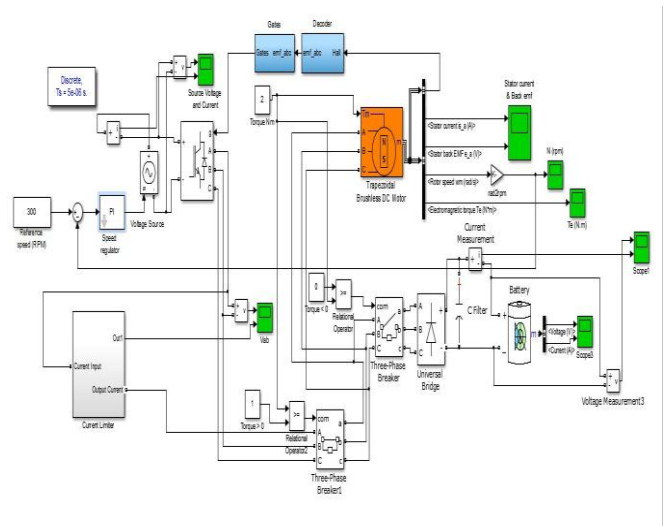 Gates
Decoder
Gates emf_abc
emf_abc Hall
Discrete,
Ts = 5e-06 s.
Source Voltage
and Current
2
Torque Nm
Tm
A
B
C
N
S
m
Trapezoidal
Brushless DC Motor
Stator current
& Back emf
<Stator current is_a (A)>
<Stator back EMF e_a (V)>
<Rotor speed wm (rad/s)>
<Electromagnetic torque Te (N*m)>
rad2rpm
N (rpm)
Te (N.m)
300
Reference
speed (RPM)
PI
Speed
regulator
Voltage Source
Current
Measurement
Scope1
0
Torque < 0
>=
Relational
Operator
com
A
B
C
a
b
c
Three-Phase
Breaker
A
B
C
+
-
Universal
Bridge
C Filter
Battery
m
<Voltage (V)>
<Current (A)>
Scope3
Voltage Measurement3
Vab
Out1
Current Input
Output Current
Current Limiter
1
Torque > 0
>=
Relational
Operator2
com
A
B
C
a
b
c
Three-Phase
Breaker1